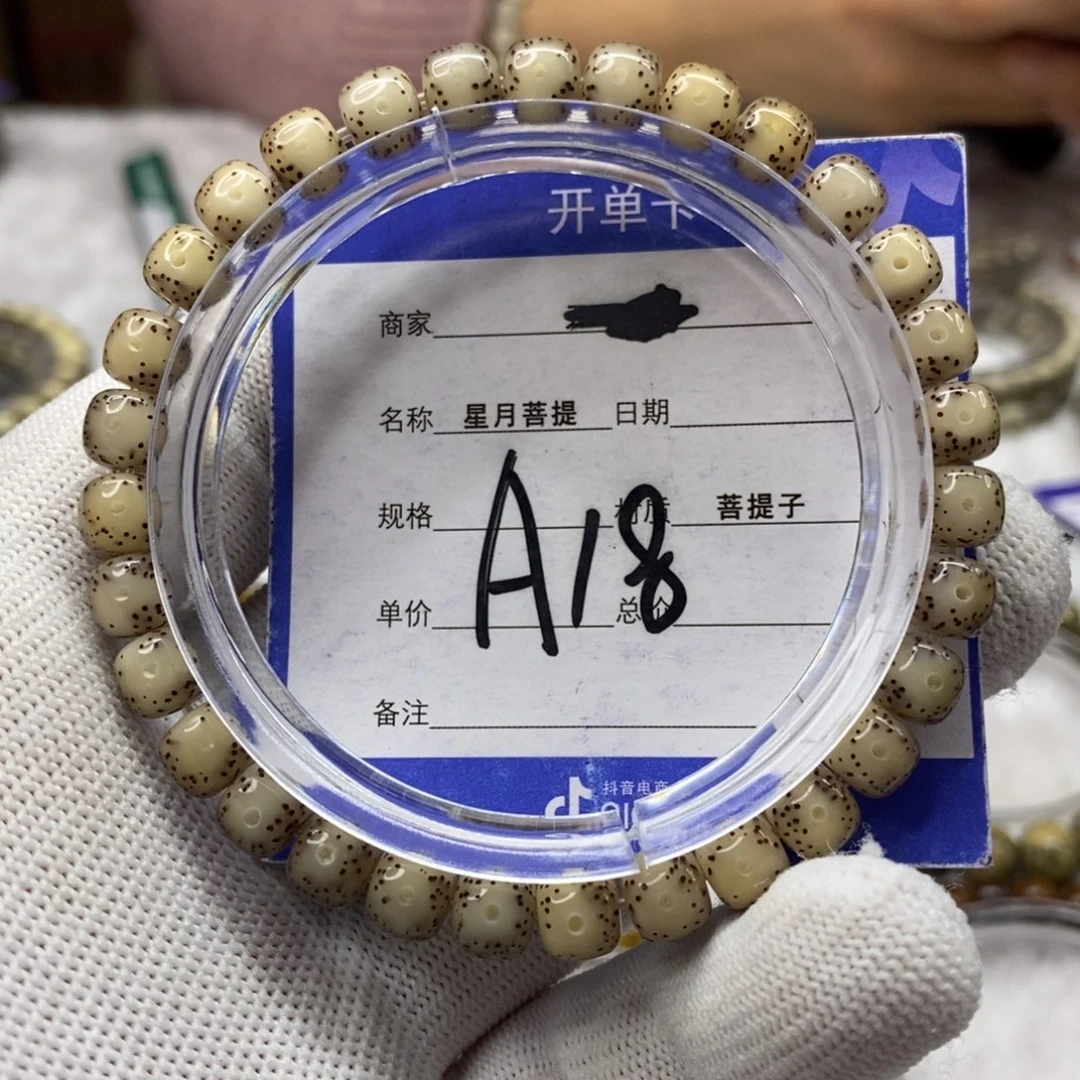 开单卡
商家
名称 星月菩提 日期
规格 材质 菩提子
A18
单价 总价
备注
抖音电商